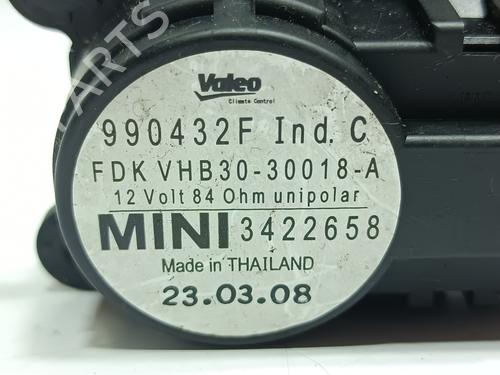 PARTS
Valeo
Climate Control
990432F Ind. C
FDK VHB30-30018-A
12 Volt 84 Ohm unipolar
MINI 3422658
Made in THAILAND
23.03.08